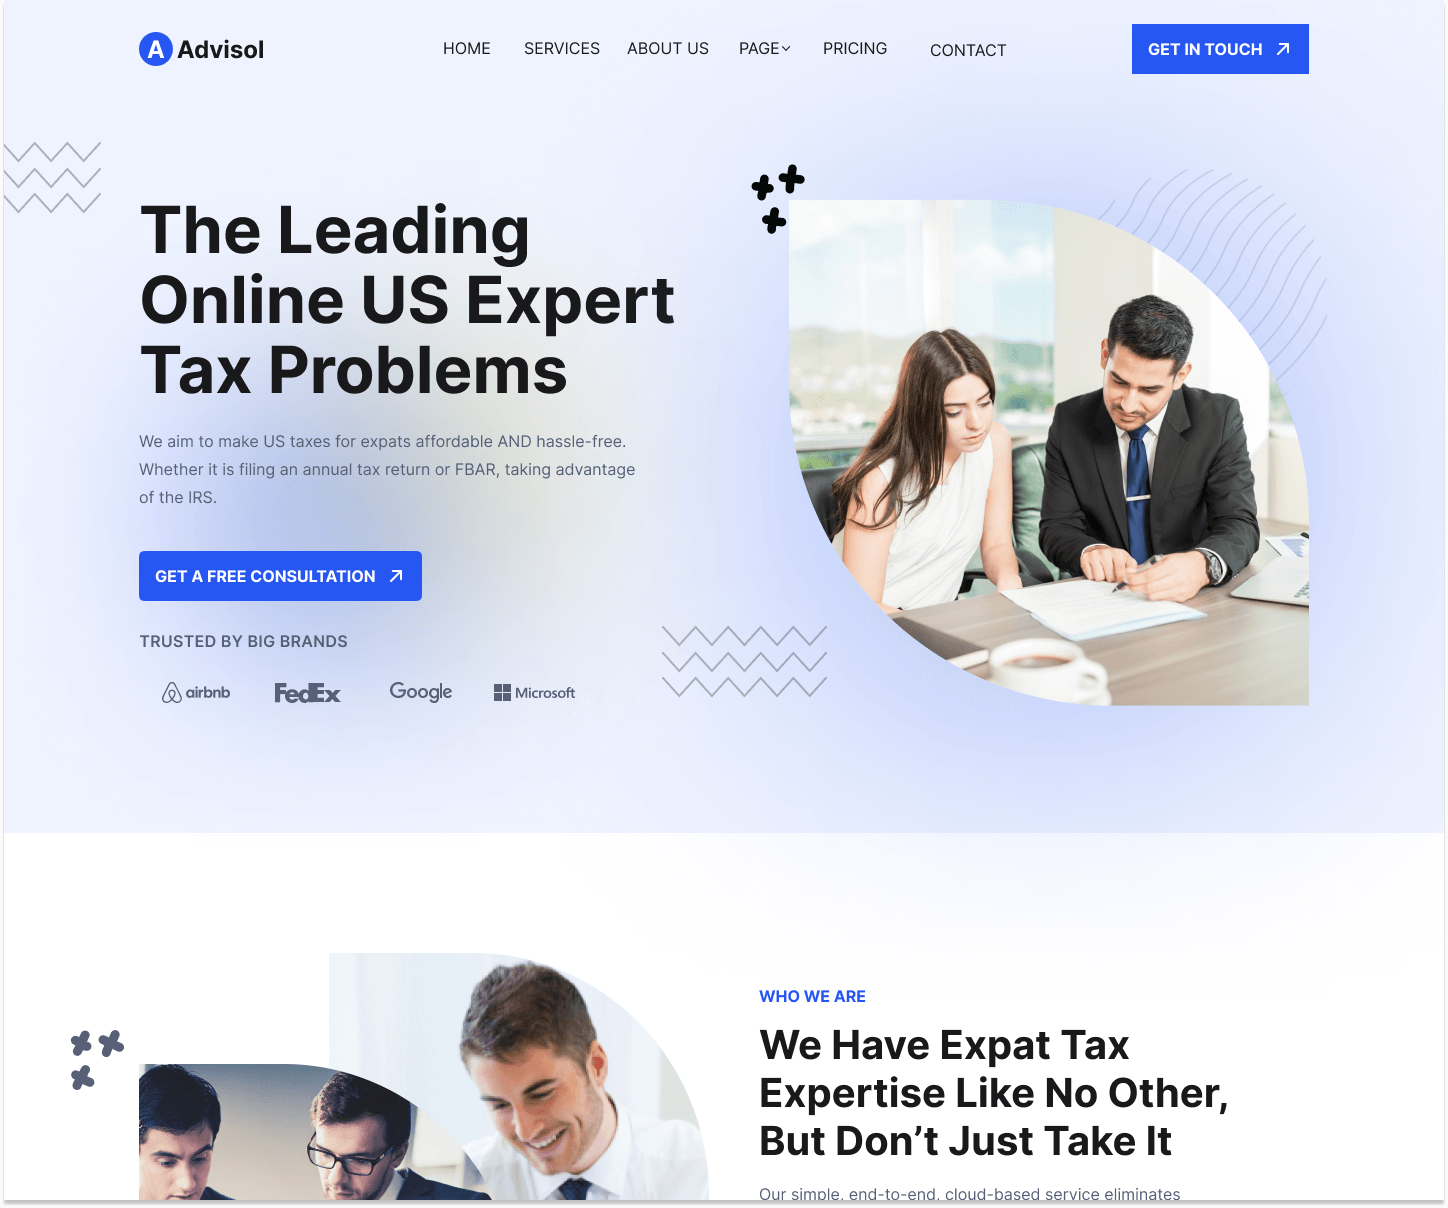 A Advisol
HOME SERVICES ABOUT US PAGE PRICING CONTACT
GET IN TOUCH
The Leading
Online US Expert
Tax Problems
We aim to make US taxes for expats affordable AND hassle-free.
Whether it is filing an annual tax return or FBAR, taking advantage
of the IRS.
GET A FREE CONSULTATION
TRUSTED BY BIG BRANDS
airbnb FedEx Google Microsoft
WHO WE ARE
We Have Expat Tax
Expertise Like No Other,
But Don’t Just Take It
Our simple, end-to-end, cloud-based service eliminates